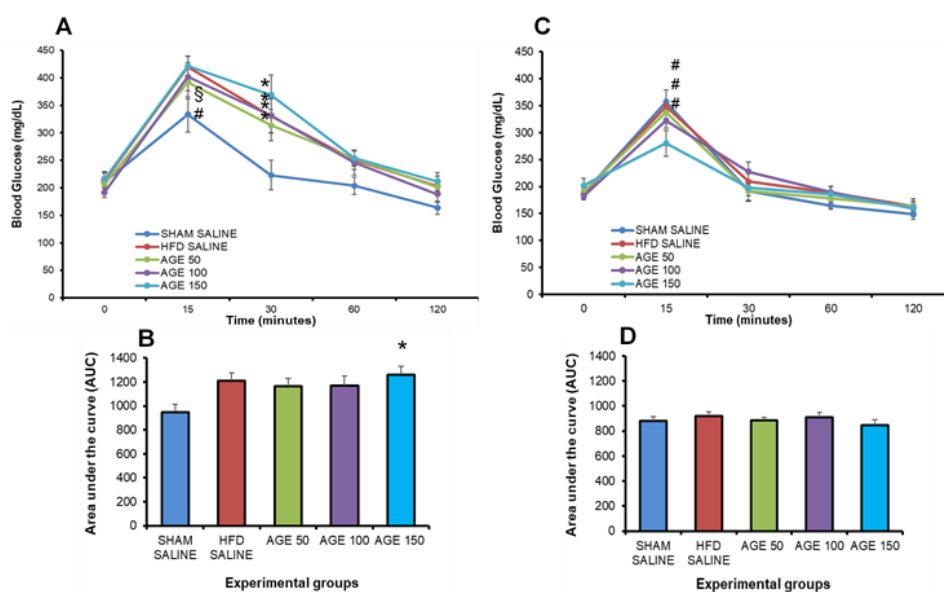 A
Blood Glucose (mg/dL)
450
400
350
300
250
200
150
100
50
0
*
*
*
*
§
#
SHAM SALINE
HFD SALINE
AGE 50
AGE 100
AGE 150
0 15 30 60 120
Time (minutes)
B
Area under the curve (AUC)
1400
1200
1000
800
600
400
200
0
*
SHAM SALINE
HFD SALINE
AGE 50
AGE 100
AGE 150
Experimental groups
C
Blood Glucose (mg/dL)
450
400
350
300
250
200
150
100
50
0
#
#
#
SHAM SALINE
HFD SALINE
AGE 50
AGE 100
AGE 150
0 15 30 60 120
Time (minutes)
D
Area under the curve (AUC)
1400
1200
1000
800
600
400
200
0
SHAM SALINE
HFD SALINE
AGE 50
AGE 100
AGE 150
Experimental groups